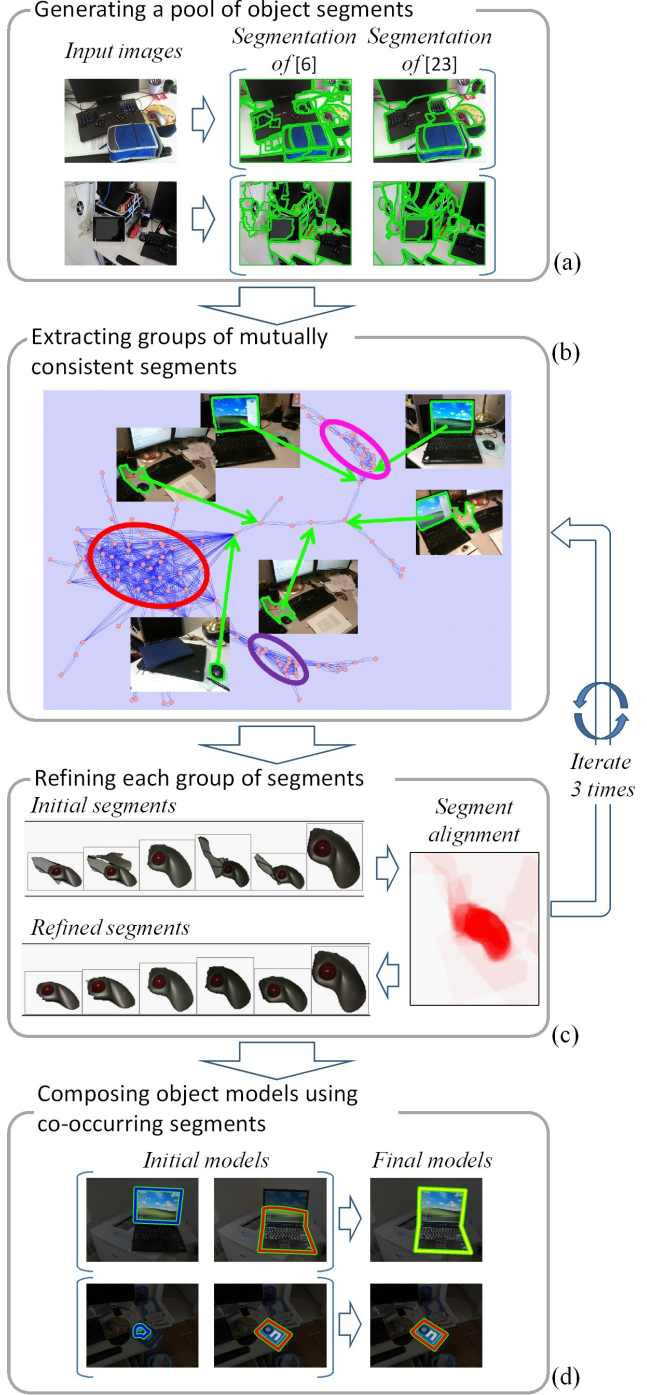 Generating a pool of object segments
Input images
Segmentation of [6]
Segmentation of [23]
(a)
Extracting groups of mutually
consistent segments
(b)
Refining each group of segments
Initial segments
Segment
alignment
Refined segments
Iterate
3 times
(c)
Composing object models using
co-occurring segments
Initial models
Final models
(d)